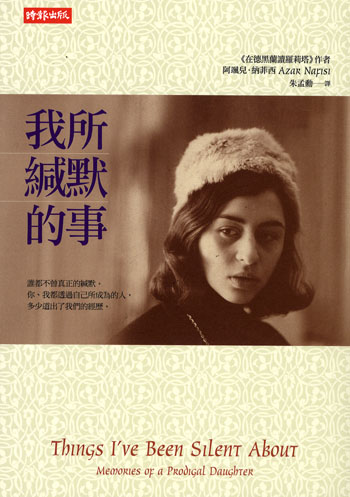 時報出版
《在德黑蘭讀羅莉塔》作者
阿颯兒·納菲西 Azar Nafisi
朱孟勳——譯
我所
緘默
的事
誰都不曾真正的緘默,
你、我都透過自己所成為的人,
多少道出了我們的經歷。
Things I've Been Silent About
Memories of a Prodigal Daughter